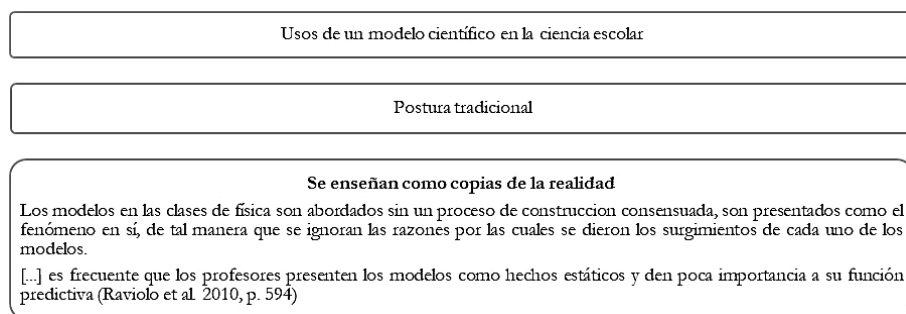 Usos de un modelo científico en la ciencia escolar
Postura tradicional
Se enseñan como copias de la realidad
Los modelos en las clases de física son abordados sin un proceso de construccion consensuada, son presentados como el
fenómeno en sí, de tal manera que se ignoran las razones por las cuales se dieron los surgimientos de cada uno de los
modelos.
[...] es frecuente que los profesores presenten los modelos como hechos estáticos y den poca importancia a su función
predictiva (Raviolo et al. 2010, p. 594)